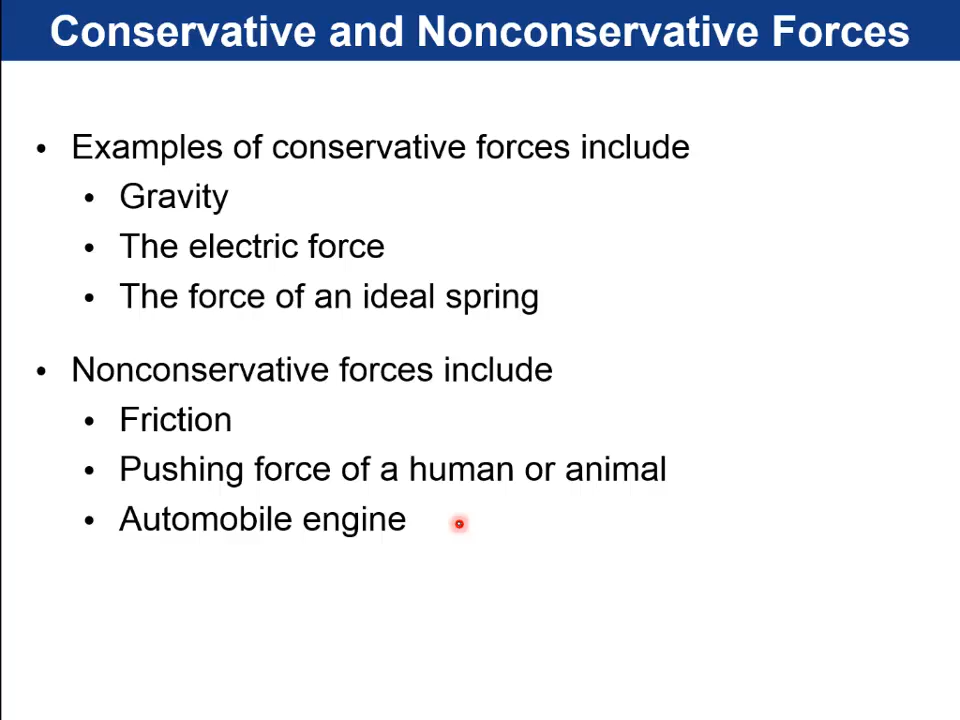 Conservative and Nonconservative Forces
• Examples of conservative forces include
• Gravity
• The electric force
• The force of an ideal spring
• Nonconservative forces include
• Friction
• Pushing force of a human or animal
• Automobile engine